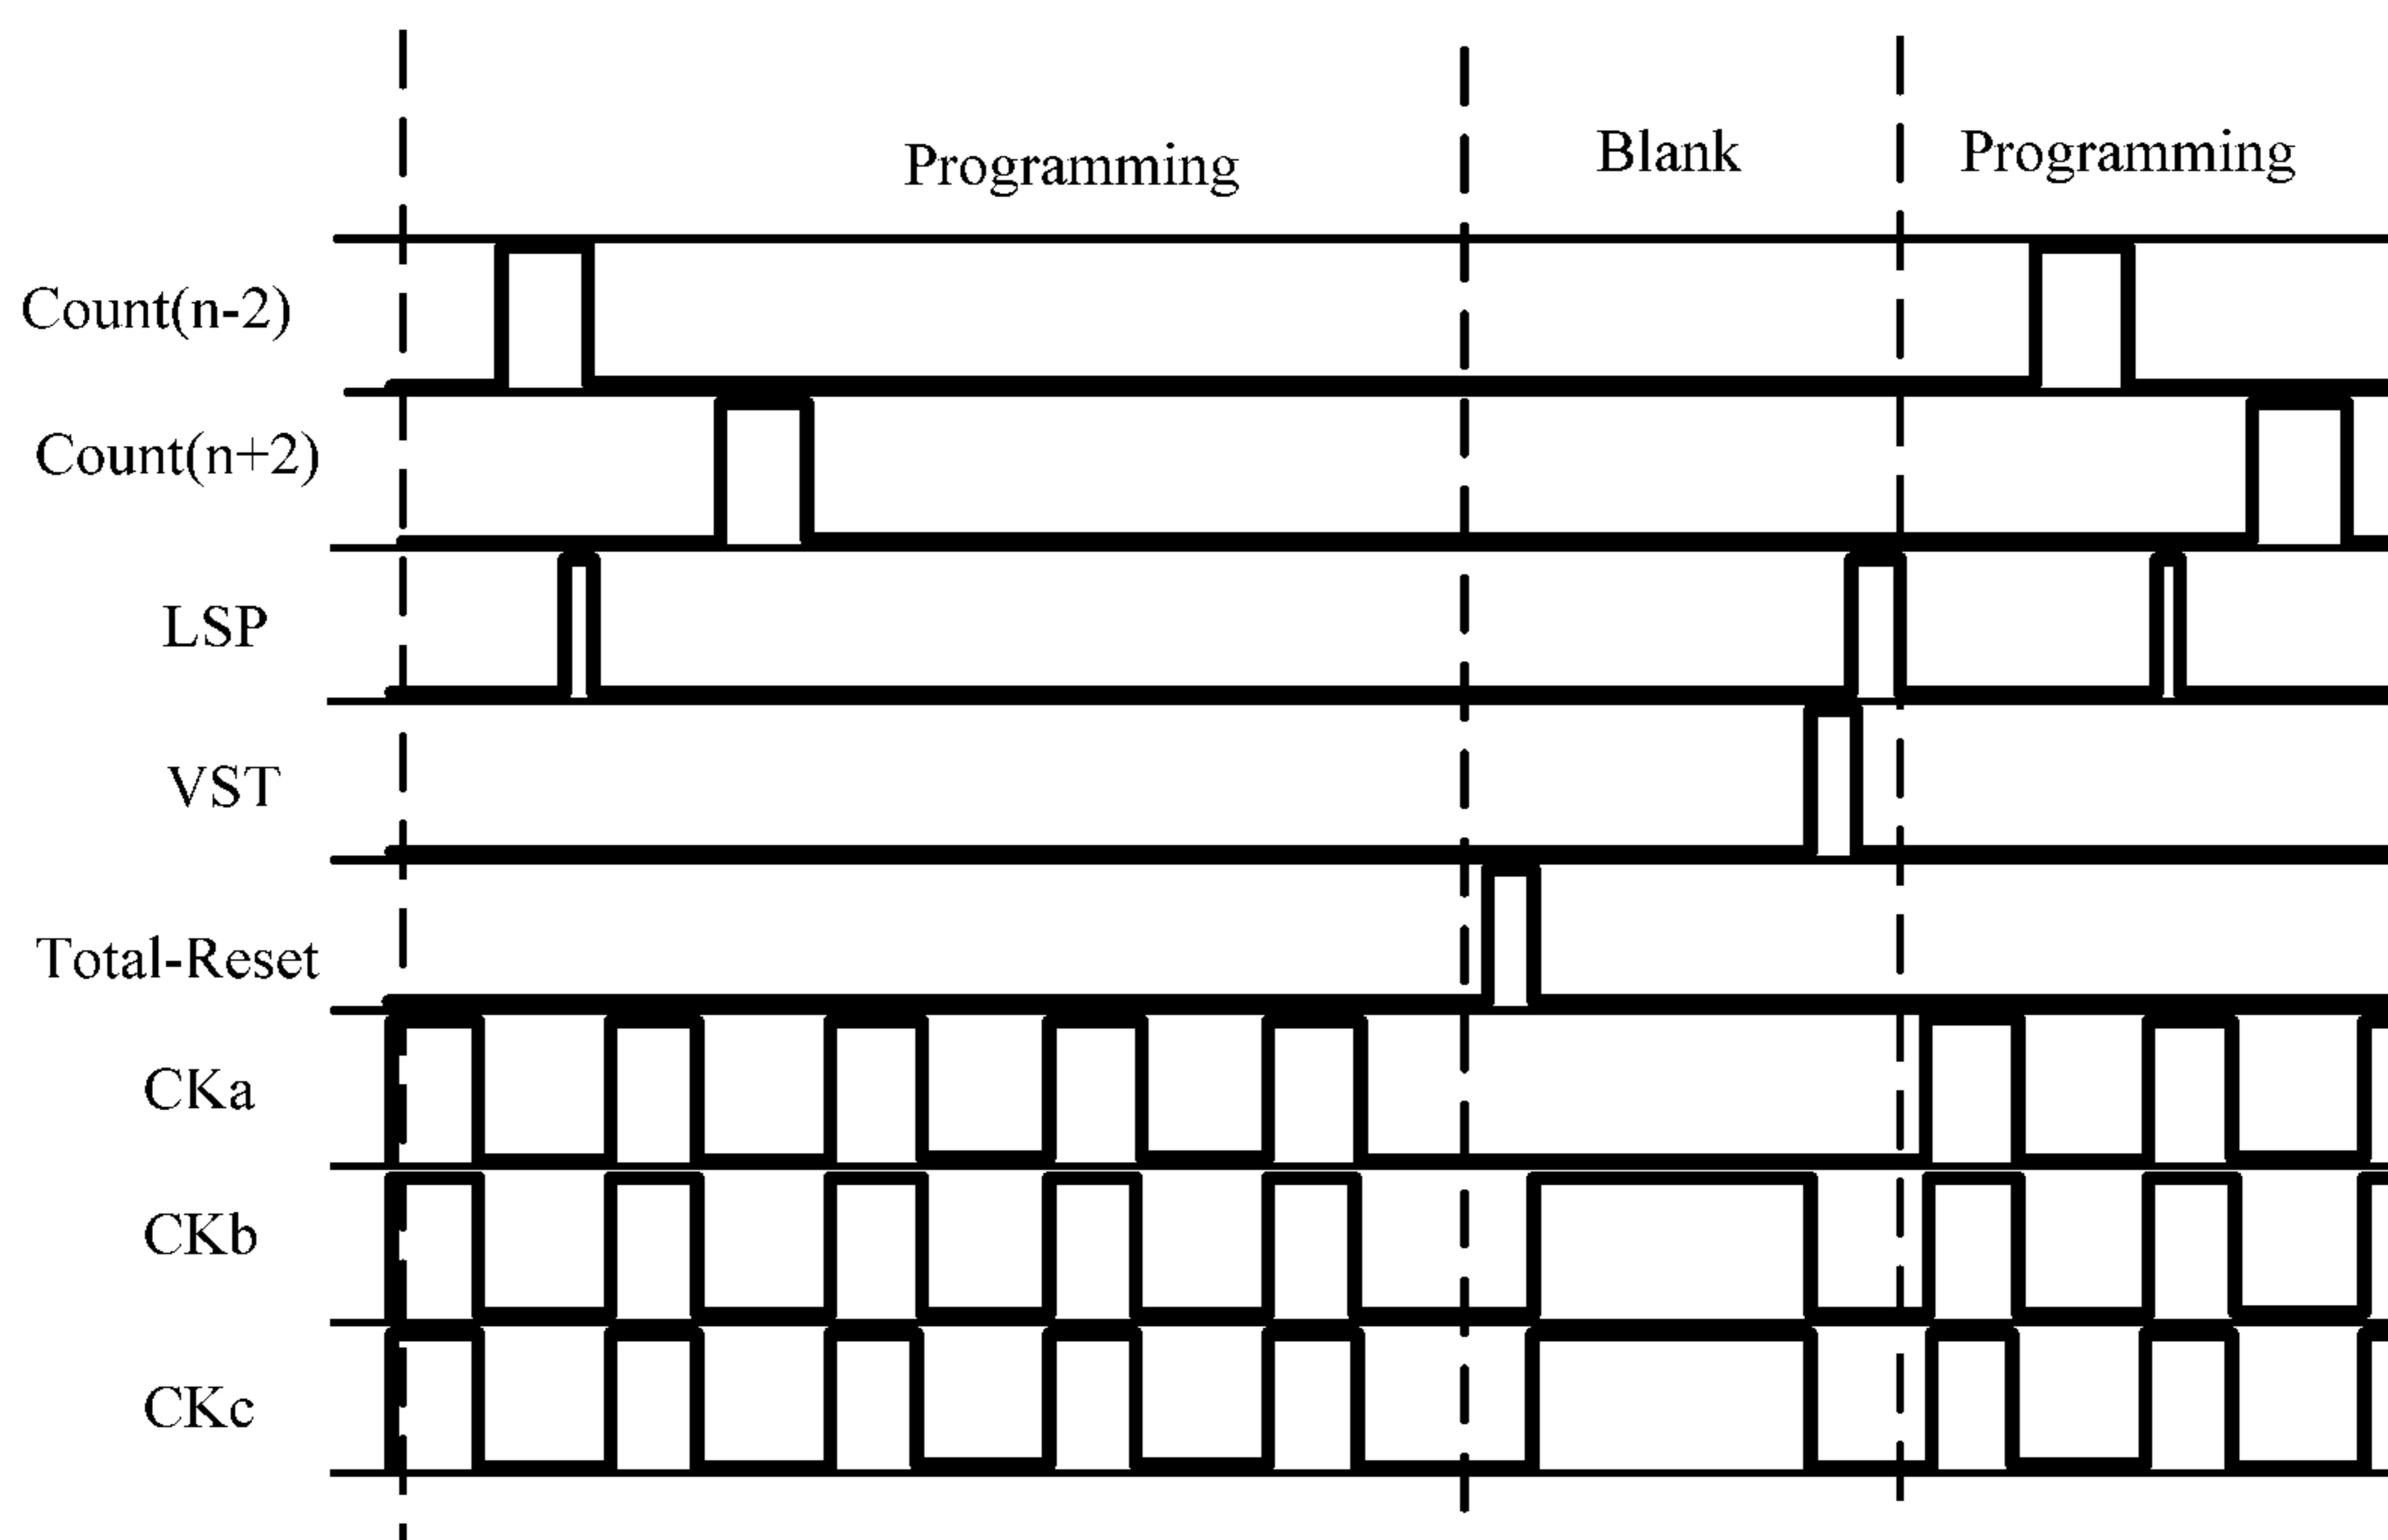 Programming
Blank
Programming
Count(n-2)
Count(n+2)
LSP
VST
Total-Reset
CKa
CKb
CKc